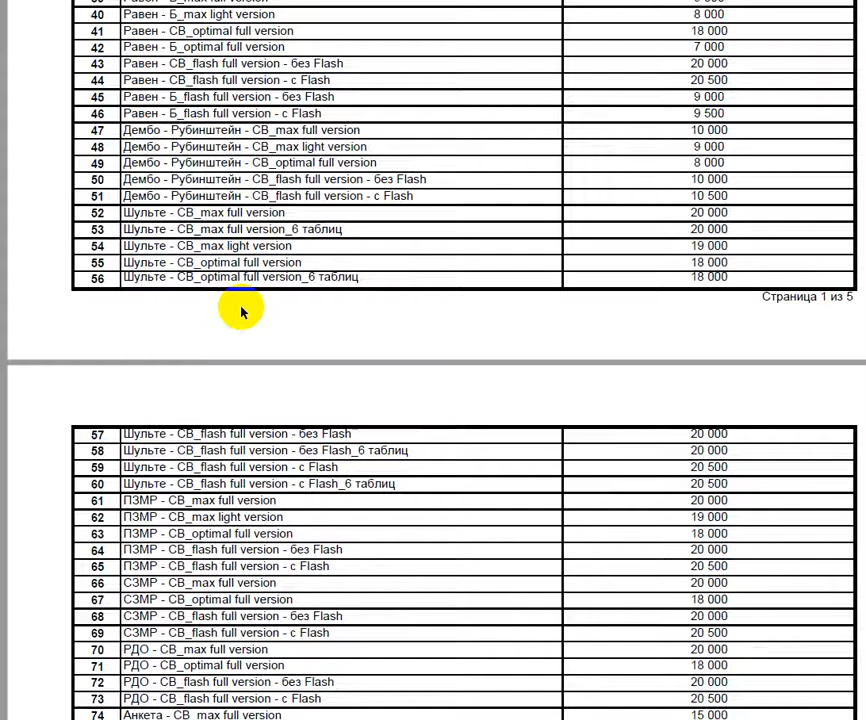 40 Равен - Б_max light version 8 000
41 Равен - СВ_optimal full version 18 000
42 Равен - Б_optimal full version 7 000
43 Равен - СВ_flash full version - без Flash 20 000
44 Равен - СВ_flash full version - с Flash 20 500
45 Равен - Б_flash full version - без Flash 9 000
46 Равен - Б_flash full version - с Flash 9 500
47 Дембо - Рубинштейн - СВ_max full version 10 000
48 Дембо - Рубинштейн - СВ_max light version 9 000
49 Дембо - Рубинштейн - СВ_optimal full version 8 000
50 Дембо - Рубинштейн - СВ_flash full version - без Flash 10 000
51 Дембо - Рубинштейн - СВ_flash full version - с Flash 10 500
52 Шульте - СВ_max full version 20 000
53 Шульте - СВ_max full version_6 таблиц 20 000
54 Шульте - СВ_max light version 19 000
55 Шульте - СВ_optimal full version 18 000
56 Шульте - СВ_optimal full version_6 таблиц 18 000
Страница 1 из 5
57 Шульте - СВ_flash full version - без Flash 20 000
58 Шульте - СВ_flash full version - без Flash_6 таблиц 20 000
59 Шульте - СВ_flash full version - с Flash 20 500
60 Шульте - СВ_flash full version - с Flash_6 таблиц 20 500
61 ПЗМР - СВ_max full version 20 000
62 ПЗМР - СВ_max light version 19 000
63 ПЗМР - СВ_optimal full version 18 000
64 ПЗМР - СВ_flash full version - без Flash 20 000
65 ПЗМР - СВ_flash full version - с Flash 20 500
66 СЗМР - СВ_max full version 20 000
67 СЗМР - СВ_optimal full version 18 000
68 СЗМР - СВ_flash full version - без Flash 20 000
69 СЗМР - СВ_flash full version - с Flash 20 500
70 РДО - СВ_max full version 20 000
71 РДО - СВ_optimal full version 18 000
72 РДО - СВ_flash full version - без Flash 20 000
73 РДО - СВ_flash full version - с Flash 20 500
74 Анкета - СВ_max full version 15 000